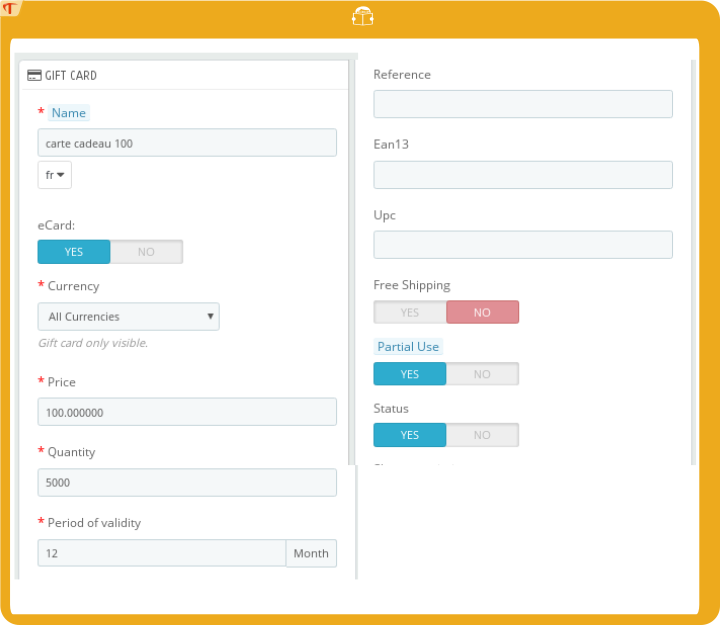 GIFT CARD
* Name
carte cadeau 100
fr
eCard:
YES NO
* Currency
All Currencies
Gift card only visible.
* Price
100.000000
* Quantity
5000
* Period of validity
12 Month
Reference
Ean13
Upc
Free Shipping
YES NO
Partial Use
YES NO
Status
YES NO